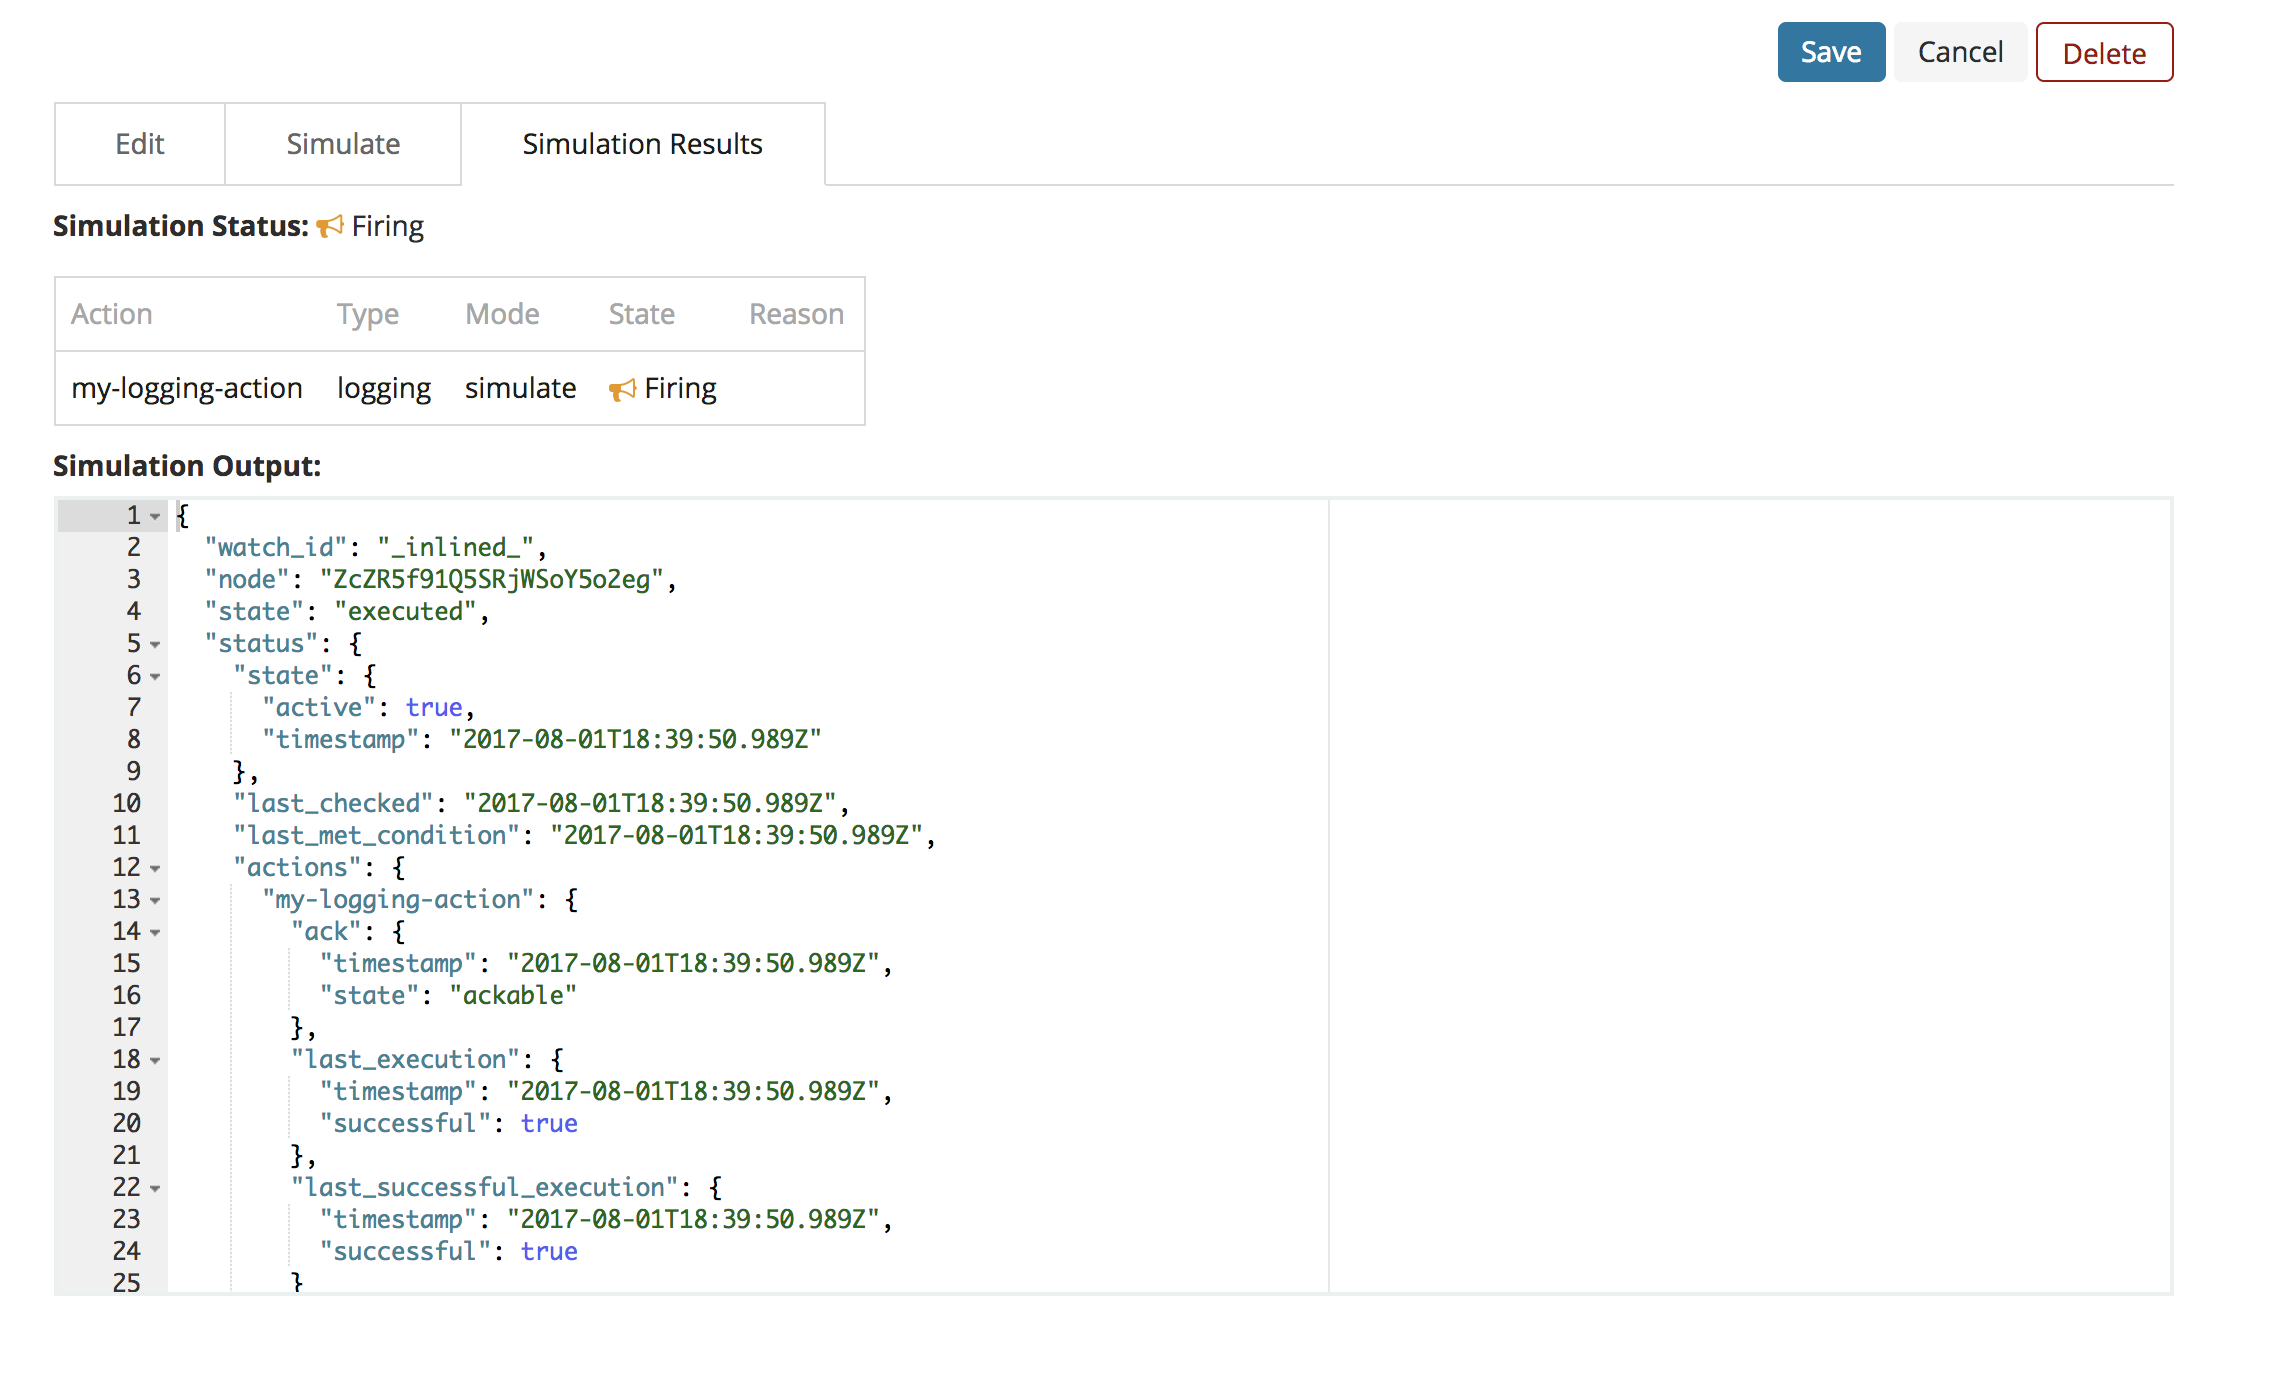 Save Cancel Delete
Edit Simulate Simulation Results
Simulation Status: Firing
Action Type Mode State Reason
my-logging-action logging simulate Firing
Simulation Output:
1 {
2 "watch_id": "_inlined_",
3 "node": "ZcZR5f91Q5SRjWSoY5o2eg",
4 "state": "executed",
5 "status": {
6 "state": {
7 "active": true,
8 "timestamp": "2017-08-01T18:39:50.989Z"
9 },
10 "last_checked": "2017-08-01T18:39:50.989Z",
11 "last_met_condition": "2017-08-01T18:39:50.989Z",
12 "actions": {
13 "my-logging-action": {
14 "ack": {
15 "timestamp": "2017-08-01T18:39:50.989Z",
16 "state": "ackable"
17 },
18 "last_execution": {
19 "timestamp": "2017-08-01T18:39:50.989Z",
20 "successful": true
21 },
22 "last_successful_execution": {
23 "timestamp": "2017-08-01T18:39:50.989Z",
24 "successful": true
25 }